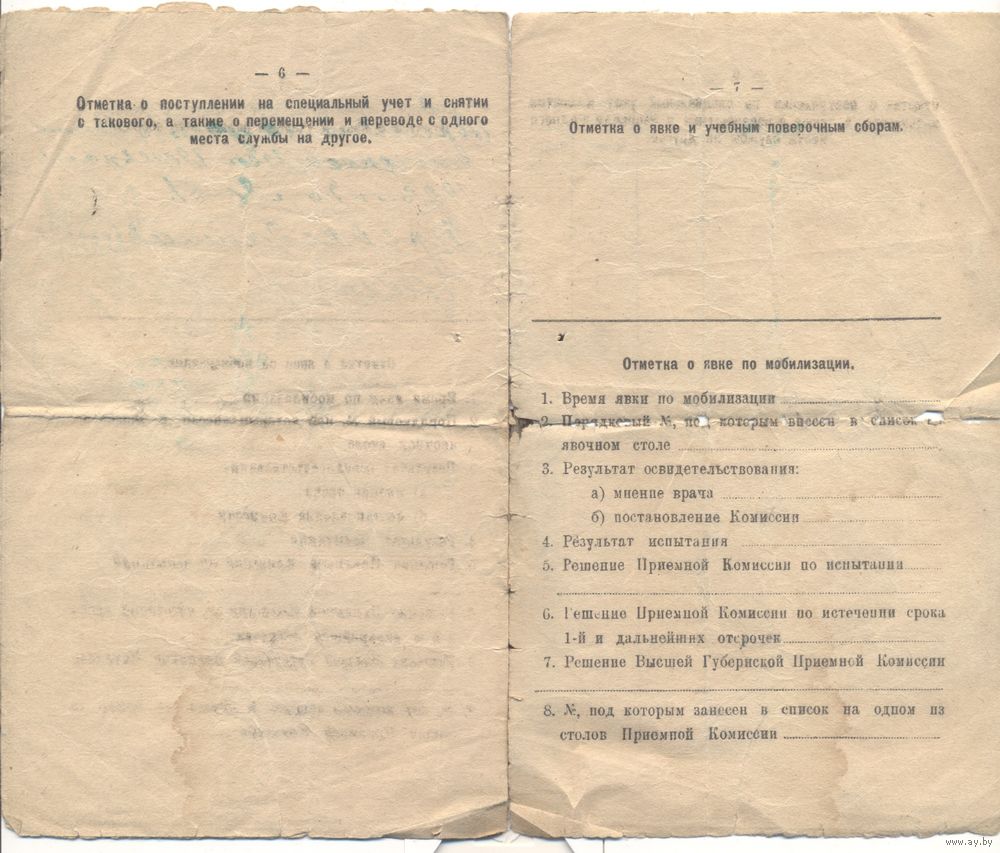 — 6 —
Отметка о поступлении на специальный учет и снятии
с такового, а также о перемещении и переводе с одного
места службы на другое.
— 7 —
Отметка о явке и учебным поверочным сборам.
Отметка о явке по мобилизации.
1. Время явки по мобилизации
2. Порядковый №, под которым внесен в список
явочном столе
3. Результат освидетельствования:
а) мнение врача
б) постановление Комиссии
4. Результат испытания
5. Решение Приемной Комиссии по испытании
6. Решение Приемной Комиссии по истечении срока
1-й и дальнейших отсрочек
7. Решение Высшей Губернской Приемной Комиссии
8. №, под которым занесен в список на одном из
столов Приемной Комиссии
www.ay.by